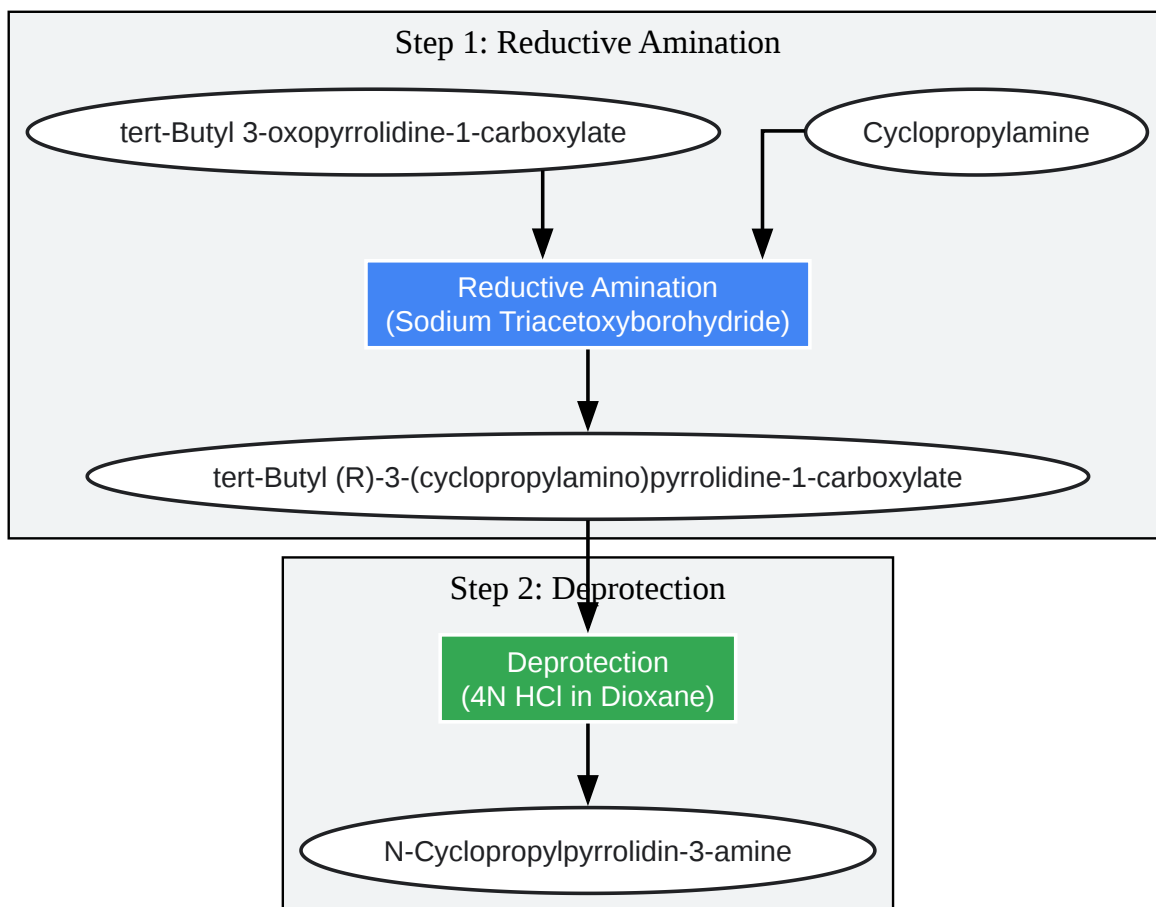 Step 1: Reductive Amination
tert-Butyl 3-oxopyrrolidine-1-carboxylate
Cyclopropylamine
Reductive Amination
(Sodium Triacetoxyborohydride)
tert-Butyl (R)-3-(cyclopropylamino)pyrrolidine-1-carboxylate
Step 2: Deprotection
Deprotection
(4N HCl in Dioxane)
N-Cyclopropylpyrrolidin-3-amine